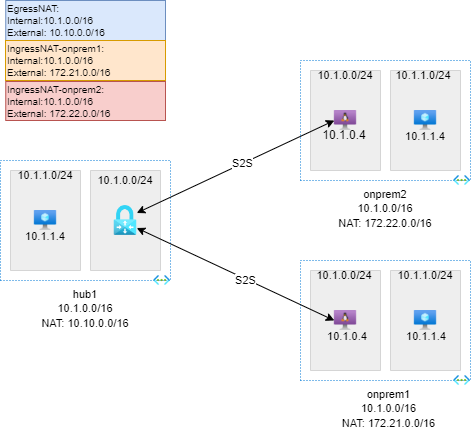 EgressNAT:
Internal:10.1.0.0/16
External: 10.10.0.0/16
IngressNAT-onprem1:
Internal:10.1.0.0/16
External: 172.21.0.0/16
IngressNAT-onprem2:
Internal:10.1.0.0/16
External: 172.22.0.0/16
10.1.0.0/24
10.1.1.0/24
10.1.0.4
10.1.1.4
S2S
onprem2
10.1.0.0/16
NAT: 172.22.0.0/16
10.1.1.0/24
10.1.0.0/24
10.1.1.4
hub1
10.1.0.0/16
NAT: 10.10.0.0/16
S2S
10.1.0.0/24
10.1.1.0/24
10.1.0.4
10.1.1.4
onprem1
10.1.0.0/16
NAT: 172.21.0.0/16